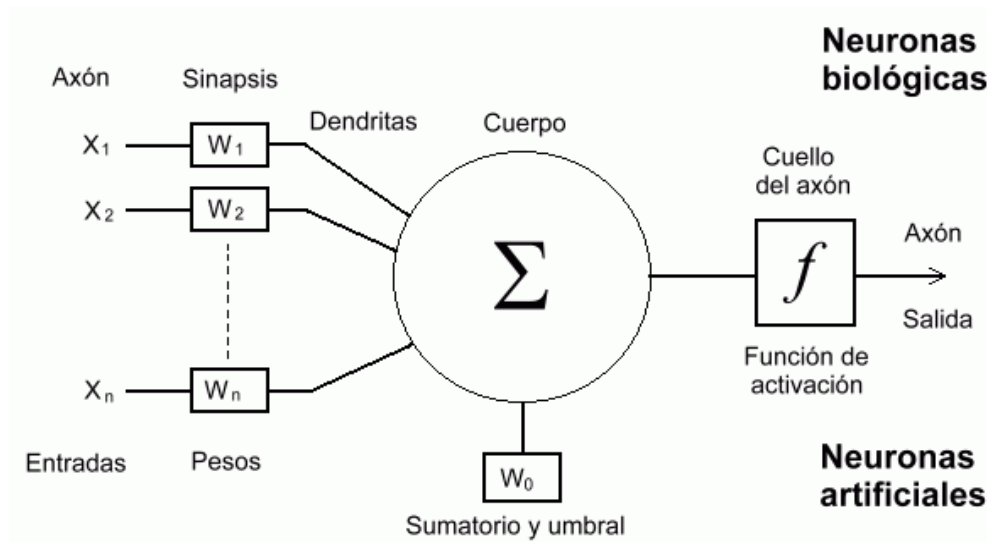 Neuronas
biológicas
Axón
Sinapsis
Dendritas
Cuerpo
Cuello
del axón
X1
W1
X2
W2
Σ
f
Axón
Salida
Función de
activación
Xn
Wn
Entradas
Pesos
W0
Sumatorio y umbral
Neuronas
artificiales